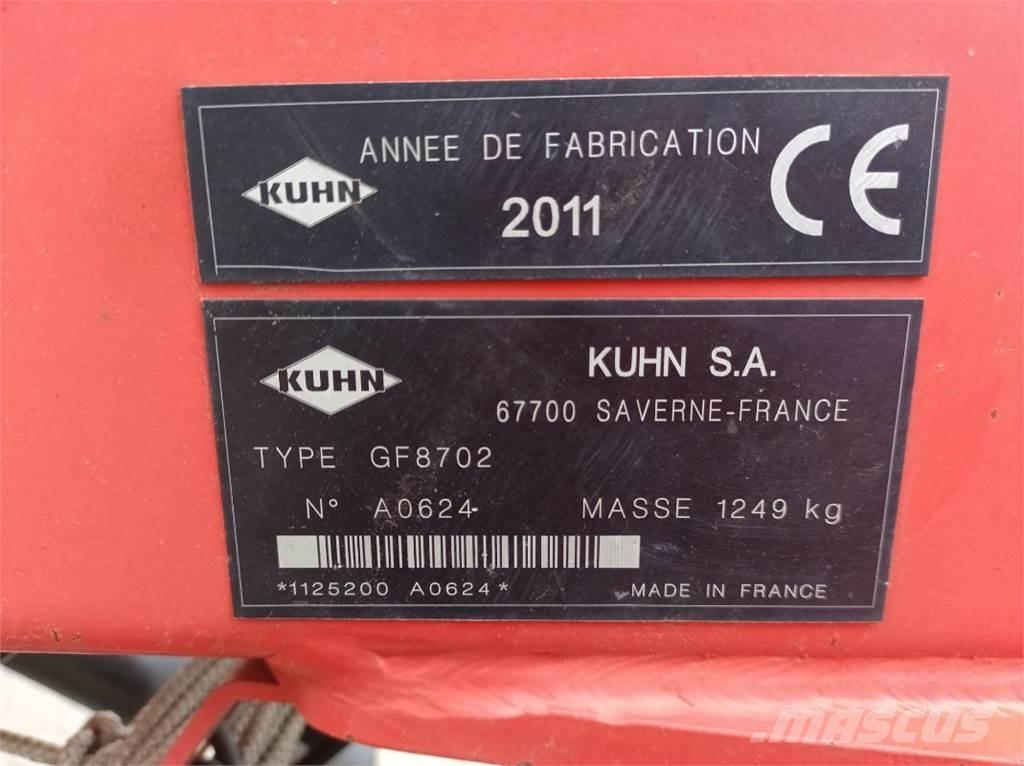 KUHN
ANNEE DE FABRICATION
2011
CE
KUHN
KUHN S.A.
67700 SAVERNE-FRANCE
TYPE GF8702
N° A0624
MASSE 1249 kg
*1125200 A0624*
MADE IN FRANCE
mascus